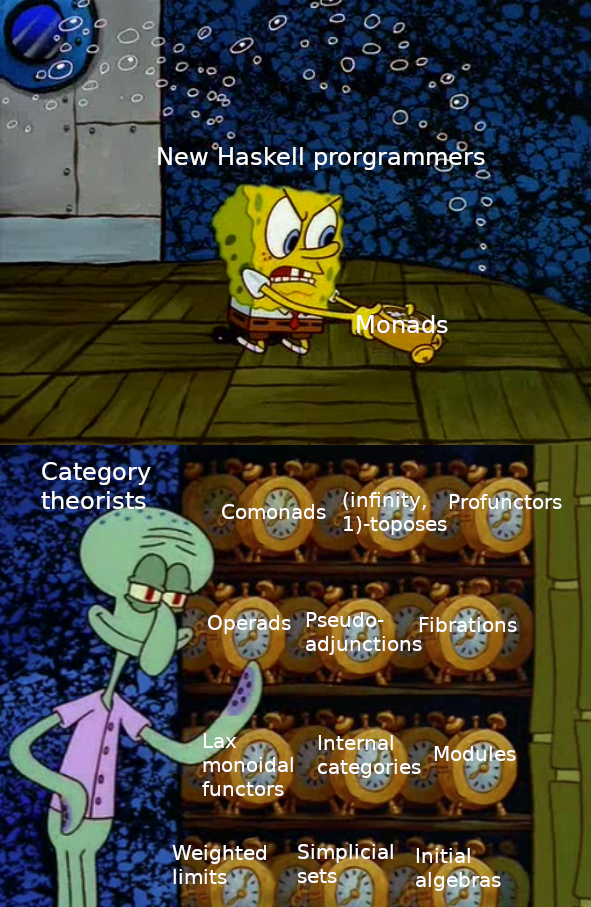 New Haskell prorgrammers
Monads
Category
theorists
Comonads
(infinity,
1)-toposes
Profunctors
Operads
Pseudo-
adjunctions
Fibrations
Lax
monoidal
functors
Internal
categories
Modules
Weighted
limits
Simplicial
sets
Initial
algebras